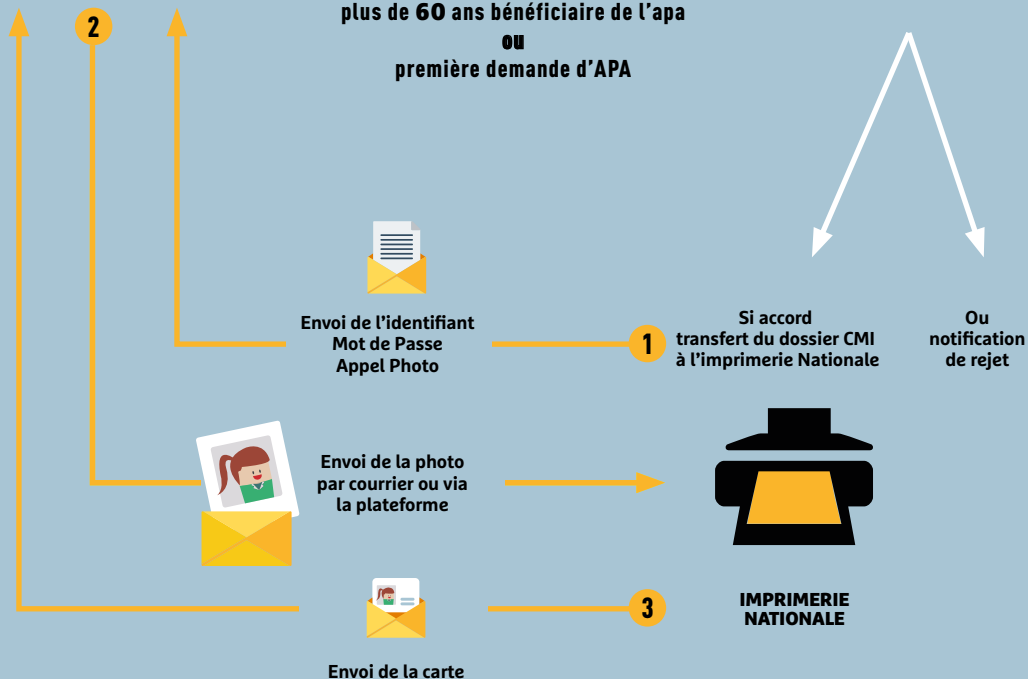 2
plus de 60 ans bénéficiaire de l'apa
ou
première demande d'APA
Envoi de l'identifiant
Mot de Passe
Appel Photo
1
Si accord
transfert du dossier CMI
à l'imprimerie Nationale
Ou
notification
de rejet
Envoi de la photo
par courrier ou via
la plateforme
3
IMPRIMERIE
NATIONALE
Envoi de la carte